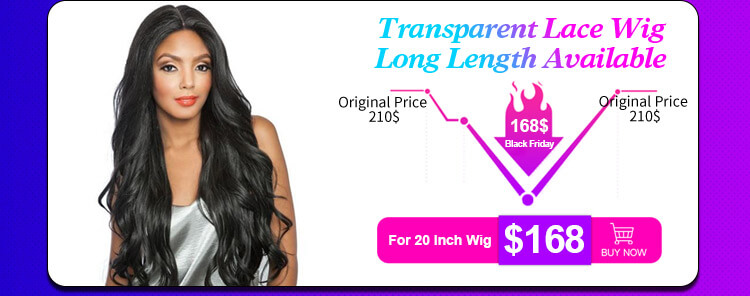 Transparent Lace Wig
Long Length Available
Original Price
210$
168$
Black Friday
Original Price
210$
For 20 Inch Wig
$168
BUY NOW